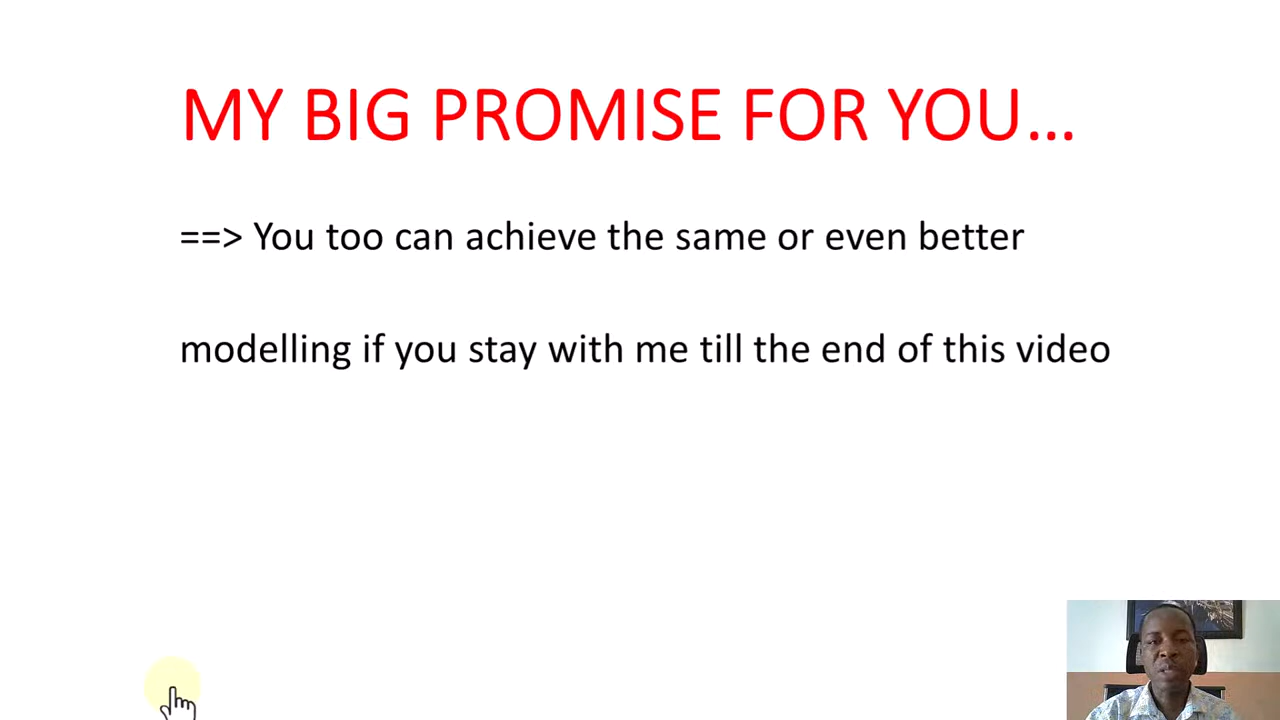 MY BIG PROMISE FOR YOU...
==> You too can achieve the same or even better
modelling if you stay with me till the end of this video